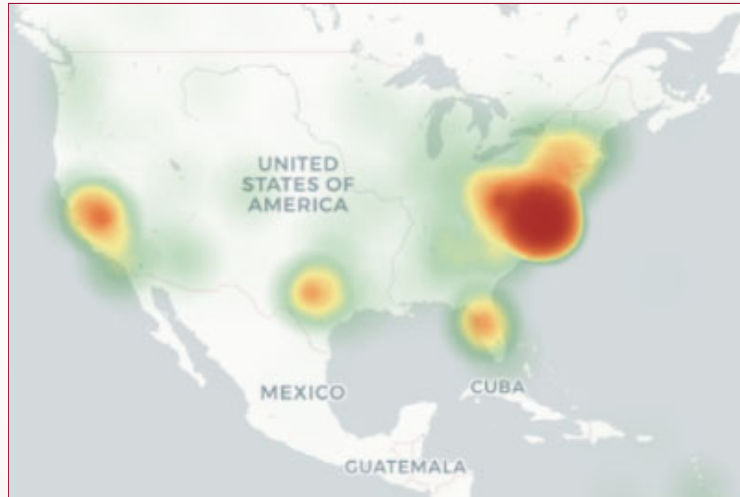 UNITED
STATES OF
AMERICA
MEXICO
CUBA
GUATEMALA